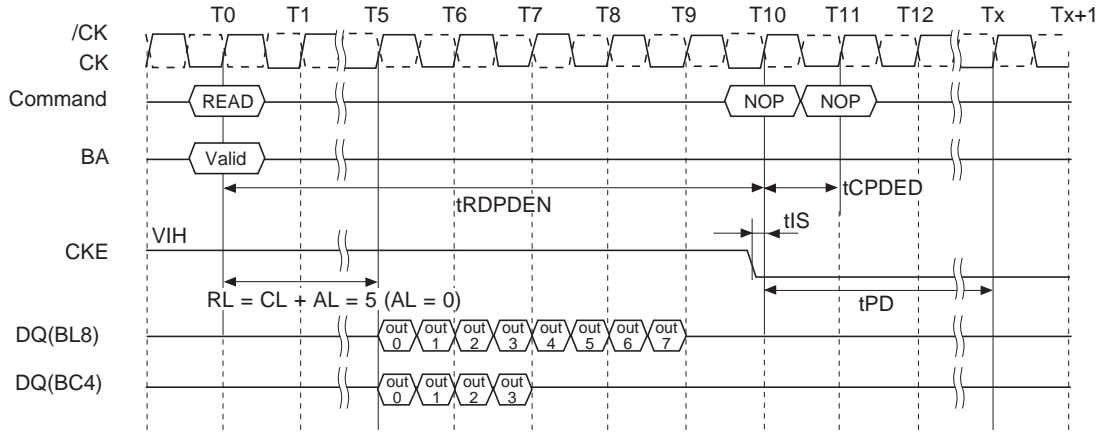 T0 T1 T5 T6 T7 T8 T9 T10 T11 T12 Tx Tx+1
/CK
CK
Command READ NOP NOP
BA Valid
tRDPDEN tCPDED
tIS
VIH
CKE
RL = CL + AL = 5 (AL = 0) tPD
DQ(BL8) out 0 out 1 out 2 out 3 out 4 out 5 out 6 out 7
DQ(BC4) out 0 out 1 out 2 out 3